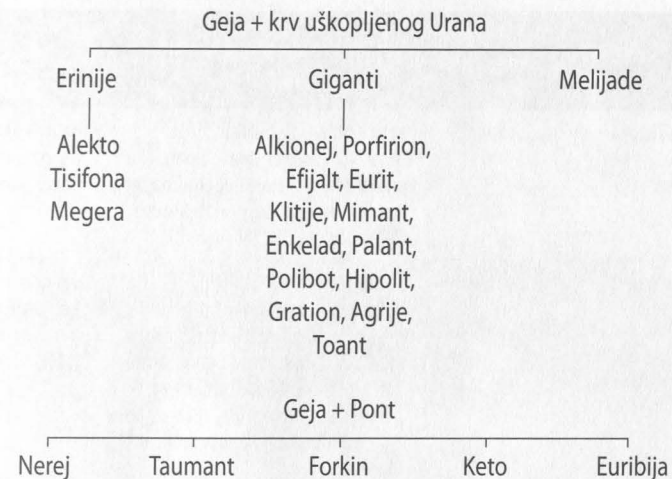 Geja + krv uškopljenog Urana
Erinije Giganti Melijade
Alekto
Tisifona
Megera
Alkionej, Porfirion,
Efijalt, Eurit,
Klitije, Mimant,
Enkelad, Palant,
Polibot, Hipolit,
Gration, Agrije,
Toant
Geja + Pont
Nerej Taumant Forkin Keto Euribija